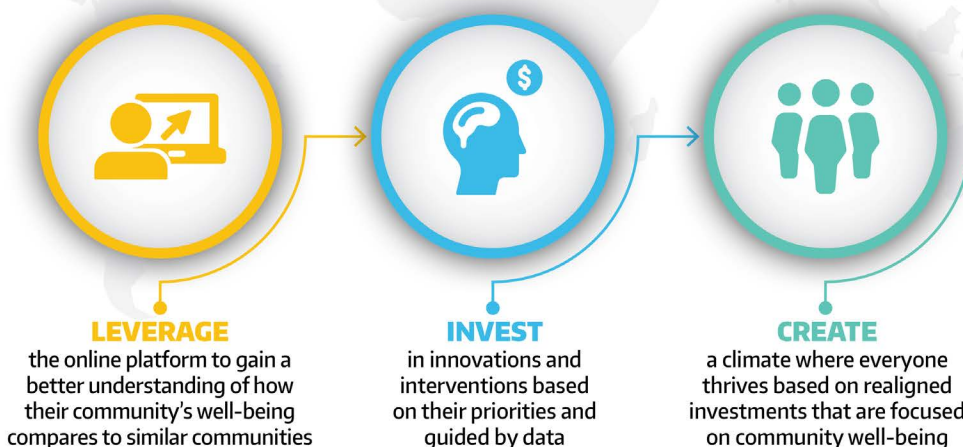 $
LEVERAGE
the online platform to gain a
better understanding of how
their community's well-being
compares to similar communities
INVEST
in innovations and
interventions based
on their priorities and
guided by data
CREATE
a climate where everyone
thrives based on realigned
investments that are focused
on community well-being